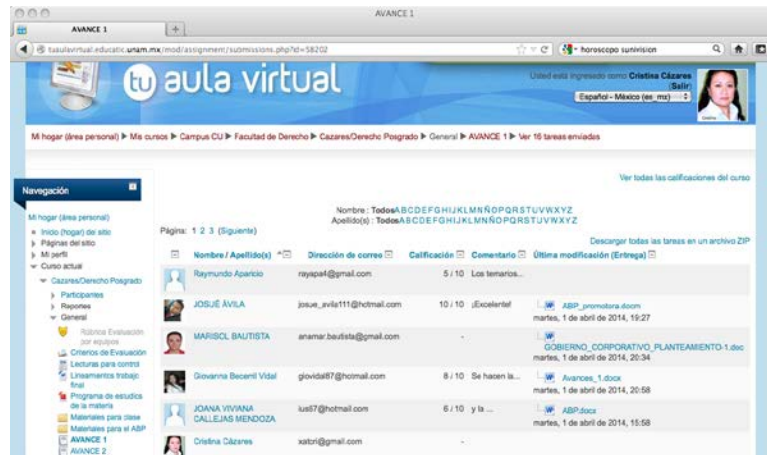 AVANCE 1
AVANCE 1
tuaulavirtual.educatic.unam.mx/mod/assignment/submissions.php?id=58202
horoscopo sunivision
tu aula virtual
Usted está ingresado como Cristina Cázares
(Salir)
Español - México (es_mx)
Mi hogar (área personal) ▶ Mis cursos ▶ Campus CU ▶ Facultad de Derecho ▶ Cazares/Derecho Posgrado ▶ General ▶ AVANCE 1 ▶ Ver 16 tareas enviadas
Ver todas las calificaciones del curso
Navegación
Mi hogar (área personal)
Inicio (hogar) del sitio
Páginas del sitio
Mi perfil
Curso actual
Cazares/Derecho Posgrado
Participantes
Reportes
General
Rúbrica Evaluación
por equipos
Criterios de Evaluación
Lecturas para control
Lineamientos trabajo
final
Programa de estudios
de la materia
Materiales para clase
Materiales para el ABP
AVANCE 1
AVANCE 2
Nombre : Todos A B C D E F G H I J K L M N Ñ O P Q R S T U V W X Y Z
Apellido(s) : Todos A B C D E F G H I J K L M N Ñ O P Q R S T U V W X Y Z
Página: 1 2 3 (Siguiente)
Descargar todas las tareas en un archivo ZIP
Nombre / Apellido(s) Dirección de correo Calificación Comentario Última modificación (Entrega)
Raymundo Aparicio rayapa4@gmail.com 5 / 10 Los temarios...
JOSUÉ ÁVILA josue_avila111@hotmail.com 10 / 10 ¡Excelente! ABP_promotora.docm
martes, 1 de abril de 2014, 19:27
MARISOL BAUTISTA anamar.bautista@gmail.com -
GOBIERNO_CORPORATIVO_PLANTEAMIENTO-1.doc
martes, 1 de abril de 2014, 20:34
Giovanna Becerril Vidal giovidal87@hotmail.com 8 / 10 Se hacen la... Avances_1.docx
martes, 1 de abril de 2014, 20:58
JOANA VIVIANA
CALLEJAS MENDOZA ius67@hotmail.com 6 / 10 y la ... ABP.docx
martes, 1 de abril de 2014, 15:58
Cristina Cázares xatori@gmail.com -